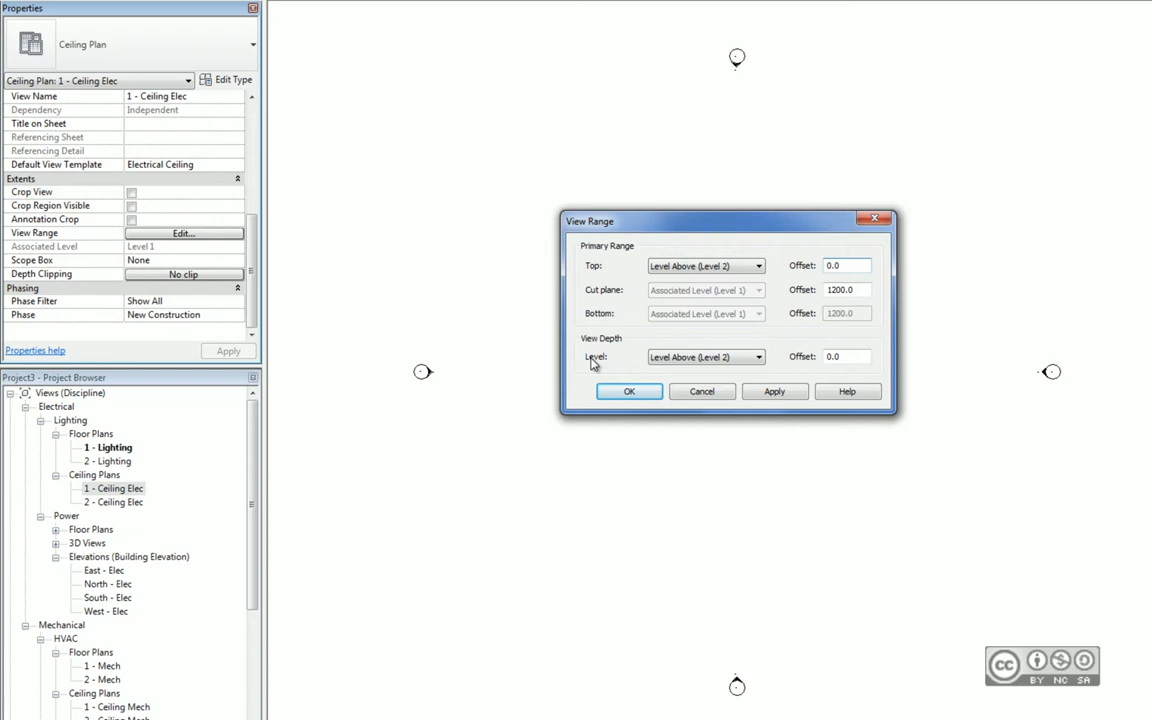 Properties
Ceiling Plan
Ceiling Plan: 1 - Ceiling Elec Edit Type
View Name 1 - Ceiling Elec
Dependency Independent
Title on Sheet
Referencing Sheet
Referencing Detail
Default View Template Electrical Ceiling
Extents
Crop View
Crop Region Visible
Annotation Crop
View Range Edit...
Associated Level Level 1
Scope Box None
Depth Clipping No clip
Phasing
Phase Filter Show All
Phase New Construction
Properties help Apply
Project3 - Project Browser
Views (Discipline)
Electrical
Lighting
Floor Plans
1 - Lighting
2 - Lighting
Ceiling Plans
1 - Ceiling Elec
2 - Ceiling Elec
Power
Floor Plans
3D Views
Elevations (Building Elevation)
East - Elec
North - Elec
South - Elec
West - Elec
Mechanical
HVAC
Floor Plans
1 - Mech
2 - Mech
Ceiling Plans
1 - Ceiling Mech
View Range
Primary Range
Top: Level Above (Level 2) Offset: 0.0
Cut plane: Associated Level (Level 1) Offset: 1200.0
Bottom: Associated Level (Level 1) Offset: 1200.0
View Depth
Level: Level Above (Level 2) Offset: 0.0
OK Cancel Apply Help
cc
BY NC SA